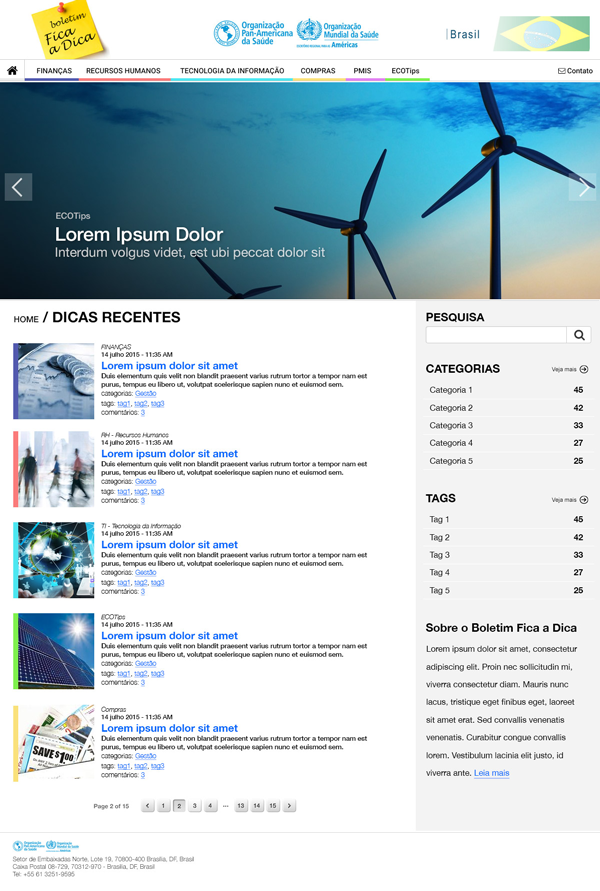 boletim
Fica
a Dica
Organização
Pan-Americana
da Saúde
Organização
Mundial da Saúde
Américas
Brasil
FINANÇAS RECURSOS HUMANOS TECNOLOGIA DA INFORMAÇÃO COMPRAS PMIS ECOTips Contato
ECOTips
Lorem Ipsum Dolor
Interdum volgus videt, est ubi peccat dolor sit
HOME / DICAS RECENTES
FINANÇAS
14 julho 2015 - 11:35 AM
Lorem ipsum dolor sit amet
Duis elementum quis velit non blandit praesent varius rutrum tortor a tempor nam est
purus, tempus eu libero ut, volutpat scelerisque sapien nunc et euismod sem.
categorias: Gestão
tags: tag1, tag2, tag3
comentários: 3
RH - Recursos Humanos
14 julho 2015 - 11:35 AM
Lorem ipsum dolor sit amet
Duis elementum quis velit non blandit praesent varius rutrum tortor a tempor nam est
purus, tempus eu libero ut, volutpat scelerisque sapien nunc et euismod sem.
categorias: Gestão
tags: tag1, tag2, tag3
comentários: 3
TI - Tecnologia da Informação
14 julho 2015 - 11:35 AM
Lorem ipsum dolor sit amet
Duis elementum quis velit non blandit praesent varius rutrum tortor a tempor nam est
purus, tempus eu libero ut, volutpat scelerisque sapien nunc et euismod sem.
categorias: Gestão
tags: tag1, tag2, tag3
comentários: 3
ECOTips
14 julho 2015 - 11:35 AM
Lorem ipsum dolor sit amet
Duis elementum quis velit non blandit praesent varius rutrum tortor a tempor nam est
purus, tempus eu libero ut, volutpat scelerisque sapien nunc et euismod sem.
categorias: Gestão
tags: tag1, tag2, tag3
comentários: 3
SAVE $1.00
Compras
14 julho 2015 - 11:35 AM
Lorem ipsum dolor sit amet
Duis elementum quis velit non blandit praesent varius rutrum tortor a tempor nam est
purus, tempus eu libero ut, volutpat scelerisque sapien nunc et euismod sem.
categorias: Gestão
tags: tag1, tag2, tag3
comentários: 3
Page 2 of 15 1 2 3 4 ... 13 14 15
PESQUISA
CATEGORIAS Veja mais
Categoria 1 45
Categoria 2 42
Categoria 3 33
Categoria 4 27
Categoria 5 25
TAGS Veja mais
Tag 1 45
Tag 2 42
Tag 3 33
Tag 4 27
Tag 5 25
Sobre o Boletim Fica a Dica
Lorem ipsum dolor sit amet, consectetur
adipiscing elit. Proin nec sollicitudin mi,
viverra consectetur diam. Mauris nunc
lacus, tristique eget finibus eget, laoreet
sit amet erat. Sed convallis venenatis
venenatis. Curabitur congue convallis
lorem. Vestibulum lacinia elit justo, id
viverra ante. Leia mais
Setor de Embaixadas Norte, Lote 19, 70800-400 Brasília, DF, Brasil
Caixa Postal 08-729, 70312-970 - Brasília, DF, Brasil
Tel: +55 61 3251-9595